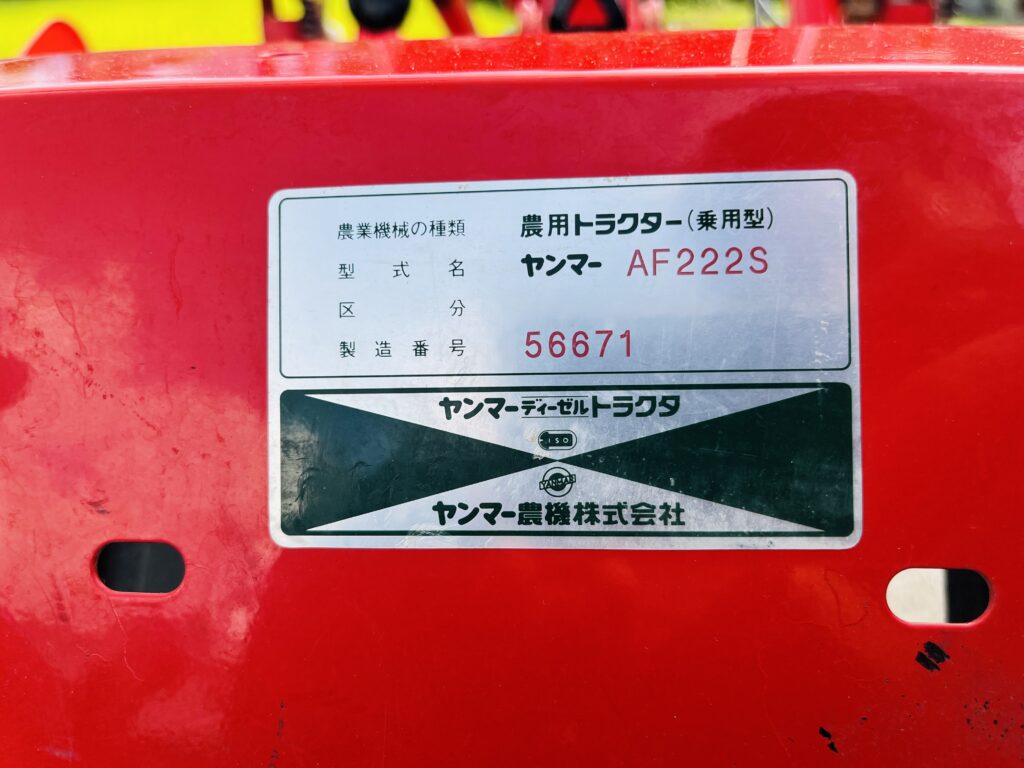 農業機械の種類 農用トラクター(乗用型)
型式名 ヤンマー AF222S
区分
製造番号 56671
ヤンマーディーゼルトラクタ
ISO
YANMAR
ヤンマー農機株式会社